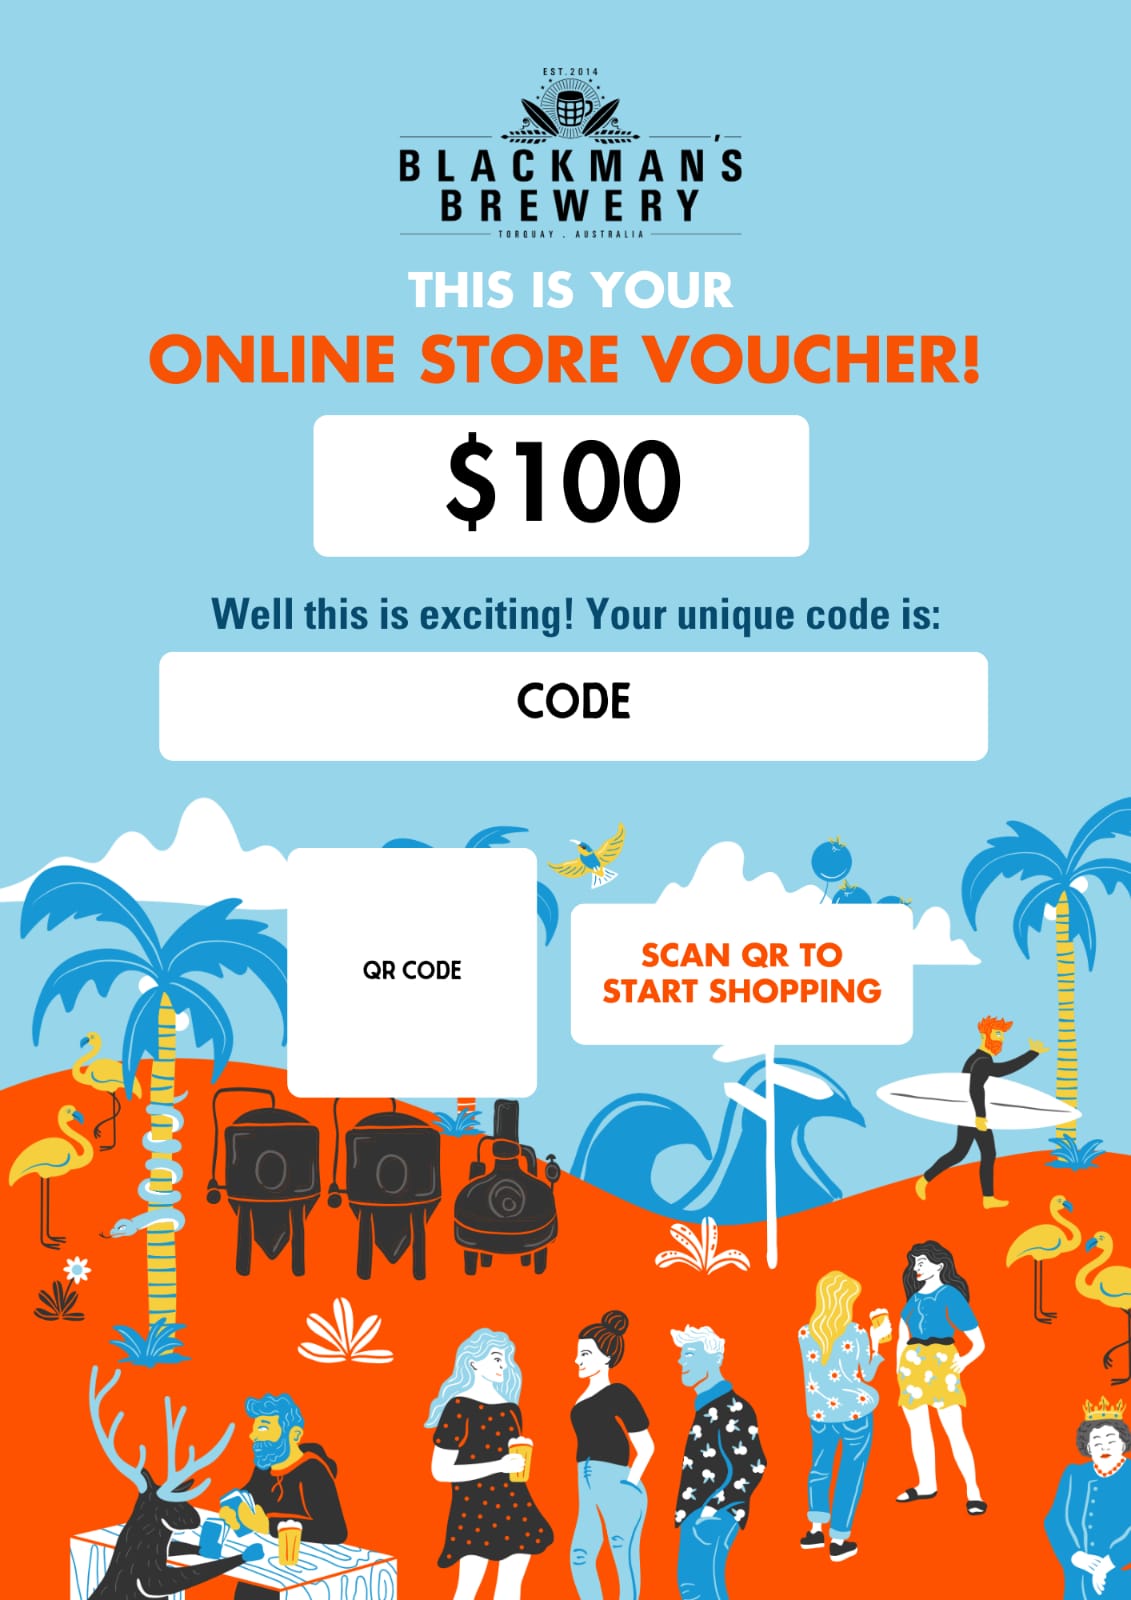 EST. 2014
BLACKMAN'S
BREWERY
TORQUAY . AUSTRALIA
THIS IS YOUR
ONLINE STORE VOUCHER!
$100
Well this is exciting! Your unique code is:
CODE
QR CODE
SCAN QR TO
START SHOPPING